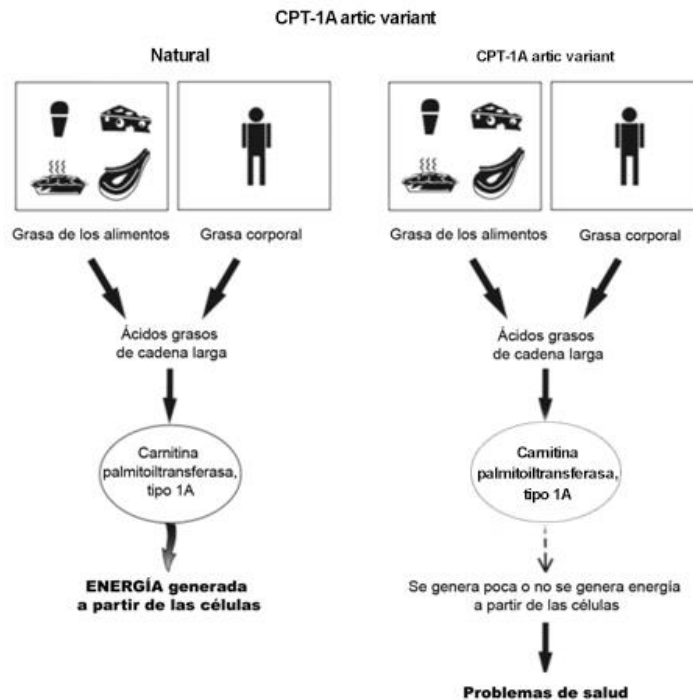 CPT-1A artic variant
Natural
Grasa de los alimentos
Grasa corporal
Ácidos grasos
de cadena larga
Carnitina
palmitoiltransferasa,
tipo 1A
ENERGÍA generada
a partir de las células
CPT-1A artic variant
Grasa de los alimentos
Grasa corporal
Ácidos grasos
de cadena larga
Carnitina
palmitoiltransferasa,
tipo 1A
Se genera poca o no se genera energía
a partir de las células
Problemas de salud